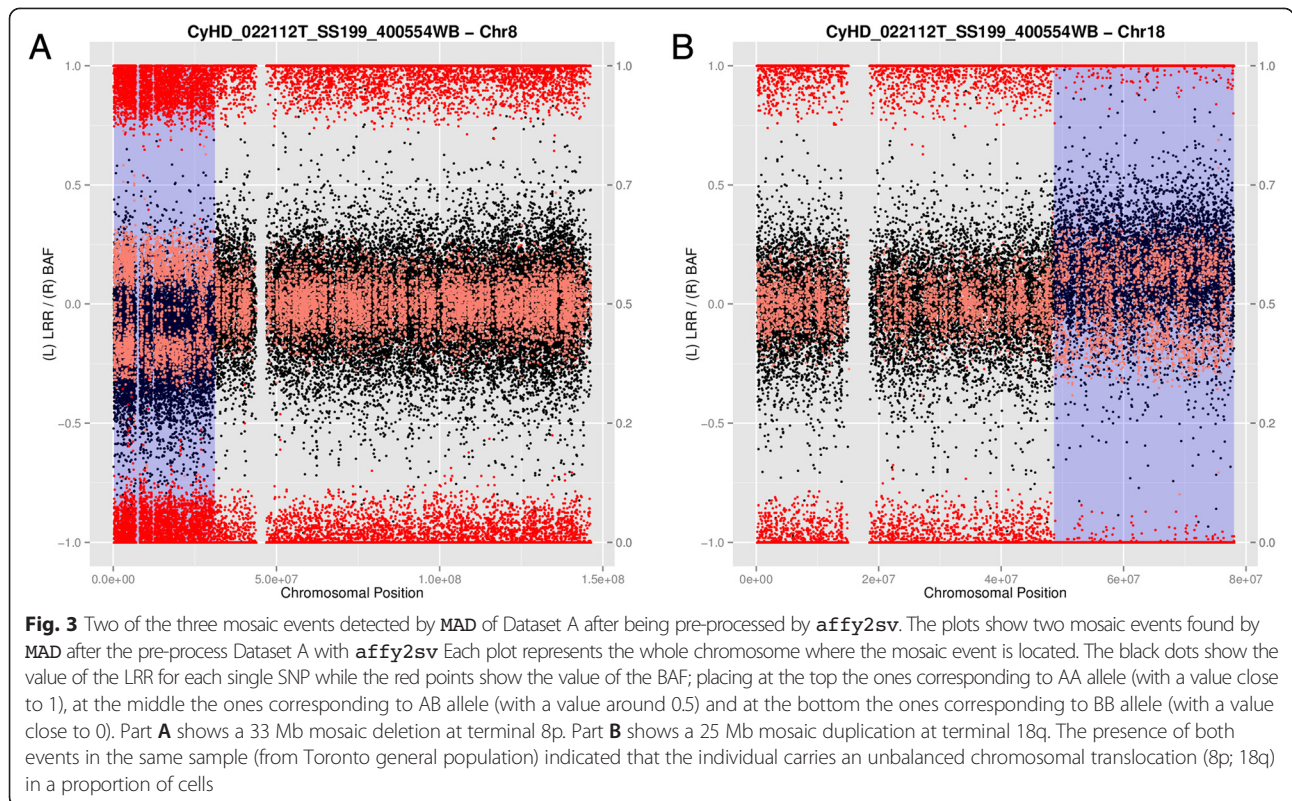 A
CyHD_022112T_SS199_400554WB – Chr8
1.0
0.5
0.0
−0.5
−1.0
(L) LRR / (R) BAF
1.0
0.7
0.5
0.2
0.0
0.0e+00
5.0e+07
1.0e+08
1.5e+08
Chromosomal Position
B
CyHD_022112T_SS199_400554WB – Chr18
1.0
0.5
0.0
−0.5
−1.0
(L) LRR / (R) BAF
1.0
0.7
0.5
0.2
0.0
0e+00
2e+07
4e+07
6e+07
8e+07
Chromosomal Position
Fig. 3 Two of the three mosaic events detected by MAD of Dataset A after being pre-processed by affy2sv. The plots show two mosaic events found by
MAD after the pre-process Dataset A with affy2sv Each plot represents the whole chromosome where the mosaic event is located. The black dots show the
value of the LRR for each single SNP while the red points show the value of the BAF; placing at the top the ones corresponding to AA allele (with a value close
to 1), at the middle the ones corresponding to AB allele (with a value around 0.5) and at the bottom the ones corresponding to BB allele (with a value
close to 0). Part A shows a 33 Mb mosaic deletion at terminal 8p. Part B shows a 25 Mb mosaic duplication at terminal 18q. The presence of both
events in the same sample (from Toronto general population) indicated that the individual carries an unbalanced chromosomal translocation (8p; 18q)
in a proportion of cells